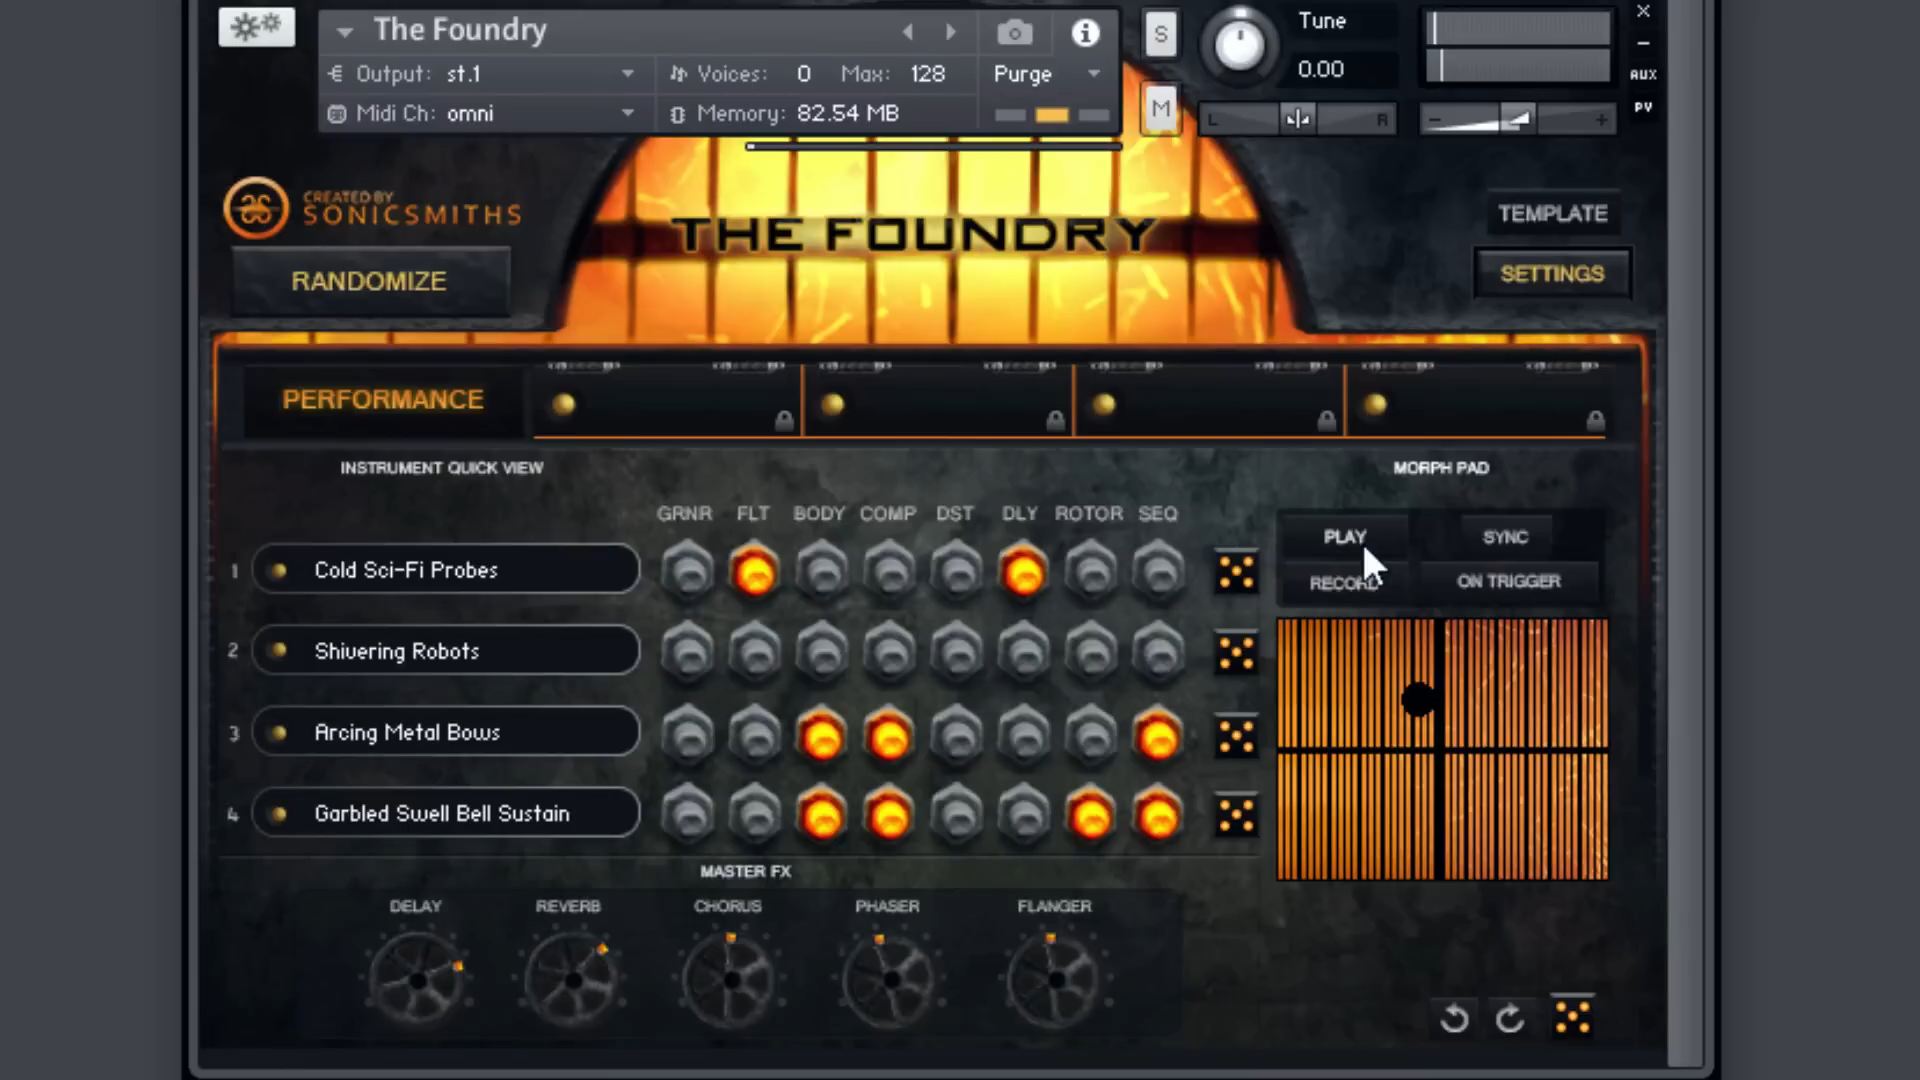 The Foundry
S
Tune
Output: st.1
Voices: 0 Max: 128
Purge
0.00
AUX
Midi Ch: omni
Memory: 82.54 MB
M
L
R
PV
CREATED BY
SONICSMITHS
THE FOUNDRY
TEMPLATE
RANDOMIZE
SETTINGS
PERFORMANCE
INSTRUMENT QUICK VIEW
MORPH PAD
GRNR FLT BODY COMP DST DLY ROTOR SEQ
PLAY
SYNC
RECORD
ON TRIGGER
1 Cold Sci-Fi Probes
2 Shivering Robots
3 Arcing Metal Bows
4 Garbled Swell Bell Sustain
MASTER FX
DELAY REVERB CHORUS PHASER FLANGER